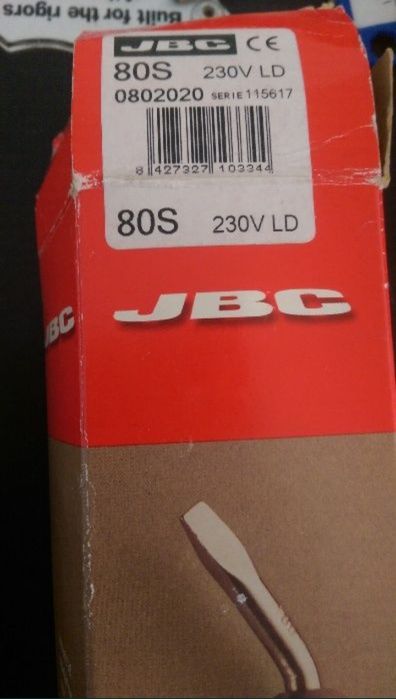 Built for the rigors
JBC CE
80S 230V LD
0802020 SERIE 115617
8 427327 103344
80S 230V LD
JBC
JBC